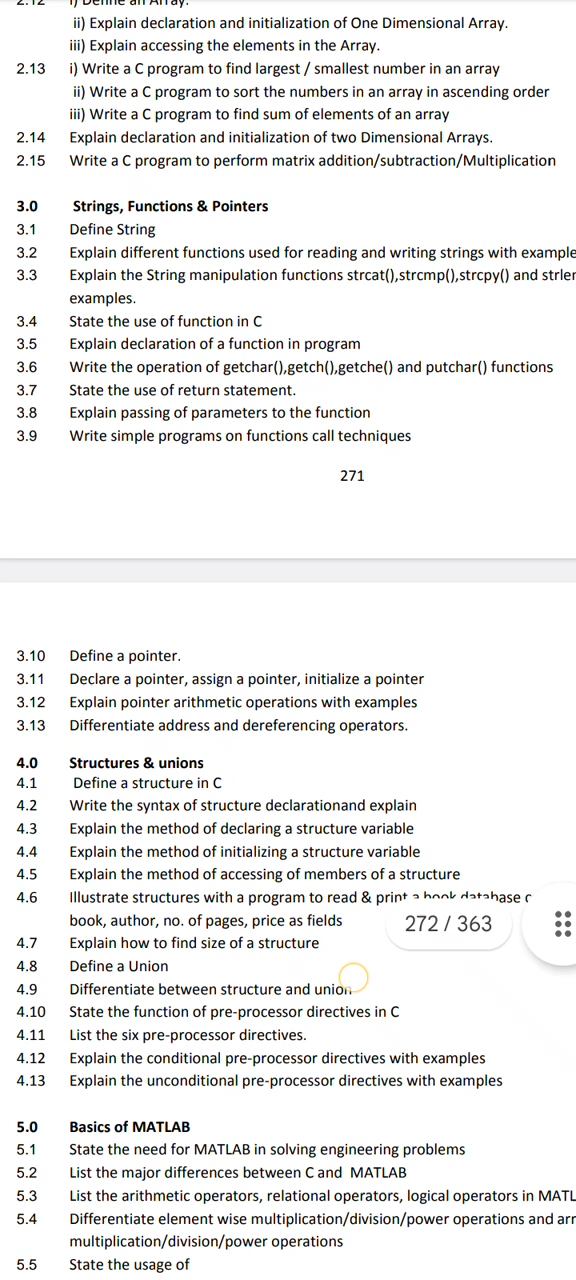 2.12 i) Define an Array.
ii) Explain declaration and initialization of One Dimensional Array.
iii) Explain accessing the elements in the Array.
2.13 i) Write a C program to find largest / smallest number in an array
ii) Write a C program to sort the numbers in an array in ascending order
iii) Write a C program to find sum of elements of an array
2.14 Explain declaration and initialization of two Dimensional Arrays.
2.15 Write a C program to perform matrix addition/subtraction/Multiplication
3.0 Strings, Functions & Pointers
3.1 Define String
3.2 Explain different functions used for reading and writing strings with example
3.3 Explain the String manipulation functions strcat(),strcmp(),strcpy() and strler
examples.
3.4 State the use of function in C
3.5 Explain declaration of a function in program
3.6 Write the operation of getchar(),getch(),getche() and putchar() functions
3.7 State the use of return statement.
3.8 Explain passing of parameters to the function
3.9 Write simple programs on functions call techniques
271
3.10 Define a pointer.
3.11 Declare a pointer, assign a pointer, initialize a pointer
3.12 Explain pointer arithmetic operations with examples
3.13 Differentiate address and dereferencing operators.
4.0 Structures & unions
4.1 Define a structure in C
4.2 Write the syntax of structure declarationand explain
4.3 Explain the method of declaring a structure variable
4.4 Explain the method of initializing a structure variable
4.5 Explain the method of accessing of members of a structure
4.6 Illustrate structures with a program to read & print a book database
book, author, no. of pages, price as fields
272 / 363
4.7 Explain how to find size of a structure
4.8 Define a Union
4.9 Differentiate between structure and union
4.10 State the function of pre-processor directives in C
4.11 List the six pre-processor directives.
4.12 Explain the conditional pre-processor directives with examples
4.13 Explain the unconditional pre-processor directives with examples
5.0 Basics of MATLAB
5.1 State the need for MATLAB in solving engineering problems
5.2 List the major differences between C and MATLAB
5.3 List the arithmetic operators, relational operators, logical operators in MATL
5.4 Differentiate element wise multiplication/division/power operations and arr
multiplication/division/power operations
5.5 State the usage of